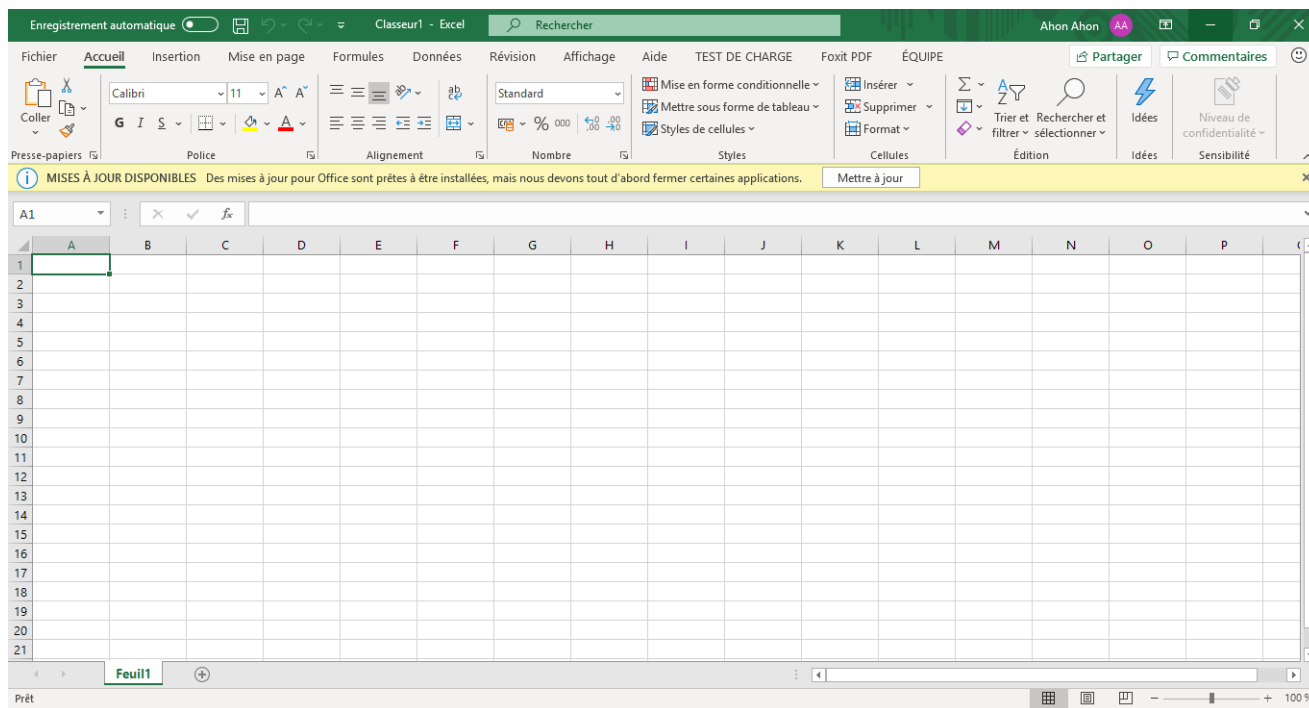 Enregistrement automatique Classeur1 - Excel Rechercher Ahon Ahon AA
Fichier Accueil Insertion Mise en page Formules Données Révision Affichage Aide TEST DE CHARGE Foxit PDF ÉQUIPE Partager Commentaires
Coller
Calibri 11 A A
G I S A
ab
Standard
% 000
Mise en forme conditionnelle
Mettre sous forme de tableau
Styles de cellules
Insérer
Supprimer
Format
Trier et filtrer
Rechercher et sélectionner
Idées
Niveau de confidentialité
Presse-papiers Police Alignement Nombre Styles Cellules Édition Idées Sensibilité
MISES À JOUR DISPONIBLES Des mises à jour pour Office sont prêtes à être installées, mais nous devons tout d'abord fermer certaines applications. Mettre à jour
A1 fx
A B C D E F G H I J K L M N O P
1
2
3
4
5
6
7
8
9
10
11
12
13
14
15
16
17
18
19
20
21
Feuil1
Prêt 100 %